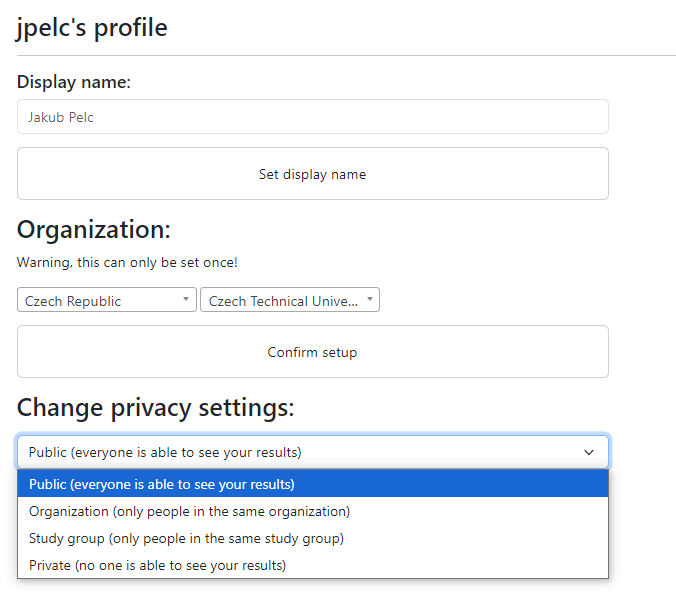 jpelc's profile
Display name:
Jakub Pelc
Set display name
Organization:
Warning, this can only be set once!
Czech Republic
Czech Technical Unive...
Confirm setup
Change privacy settings:
Public (everyone is able to see your results)
Public (everyone is able to see your results)
Organization (only people in the same organization)
Study group (only people in the same study group)
Private (no one is able to see your results)